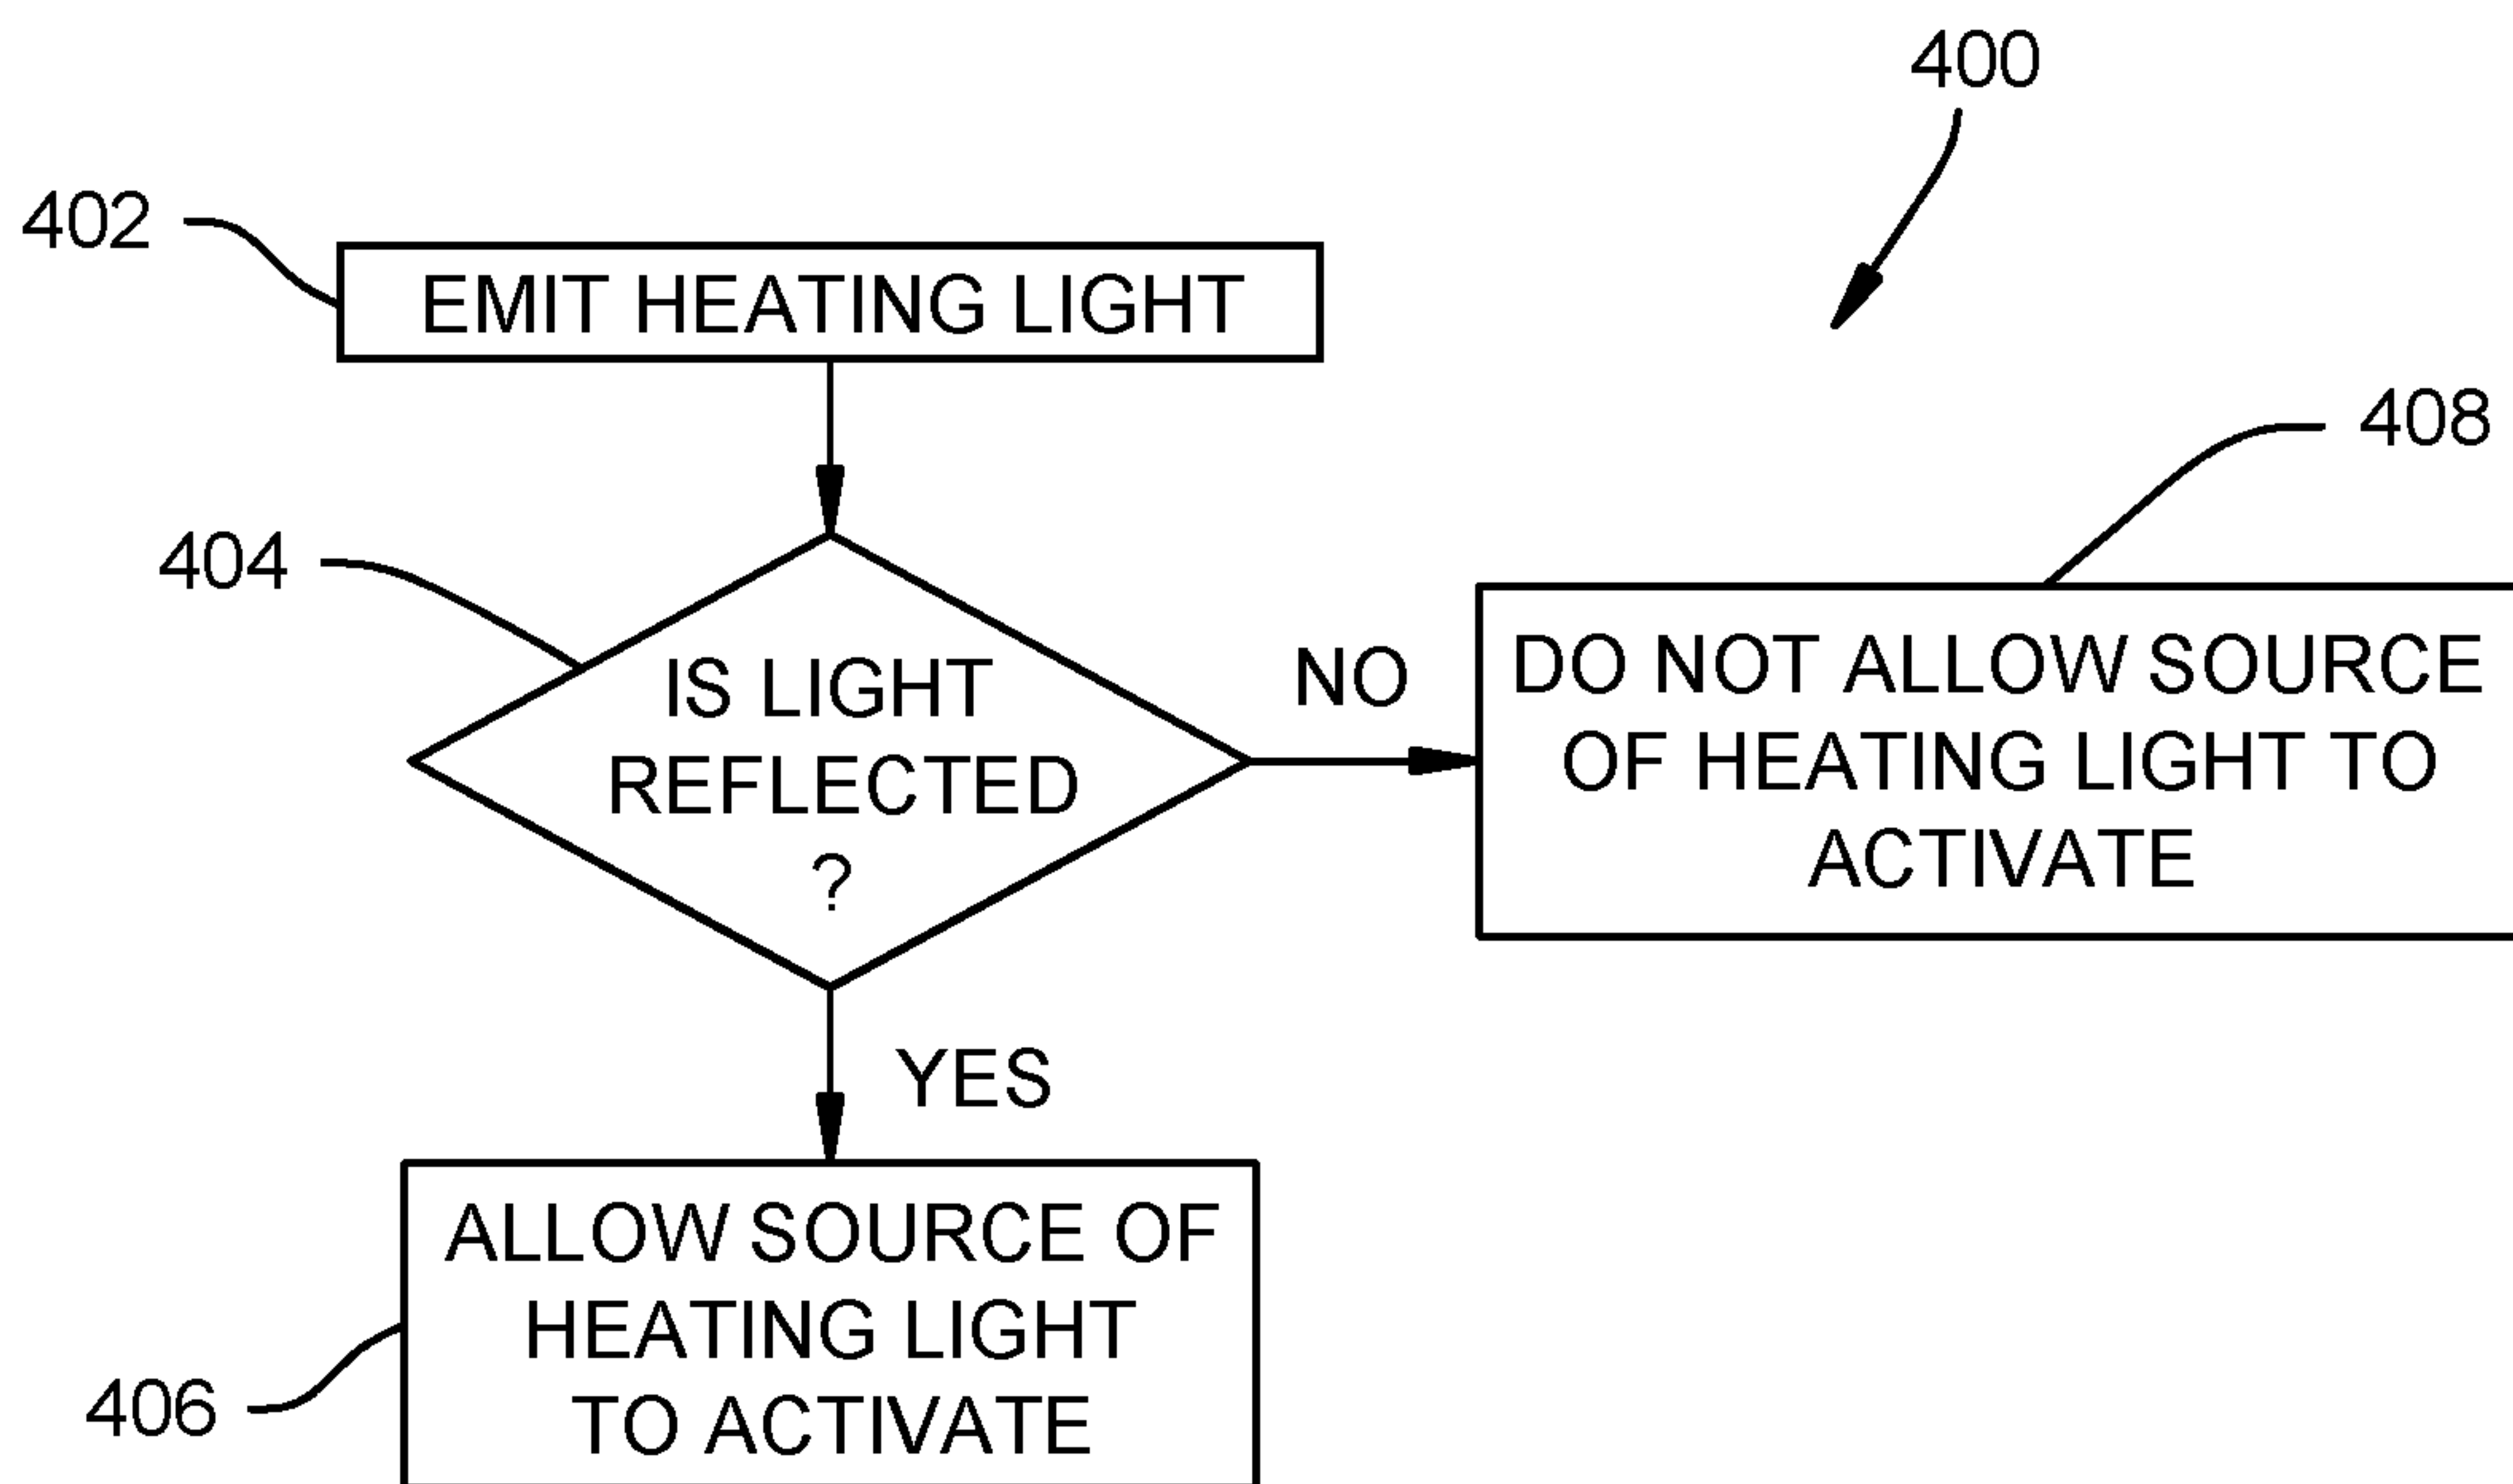 400
402
EMIT HEATING LIGHT
408
404
IS LIGHT
REFLECTED
?
NO
DO NOT ALLOW SOURCE
OF HEATING LIGHT TO
ACTIVATE
YES
ALLOW SOURCE OF
HEATING LIGHT
TO ACTIVATE
406